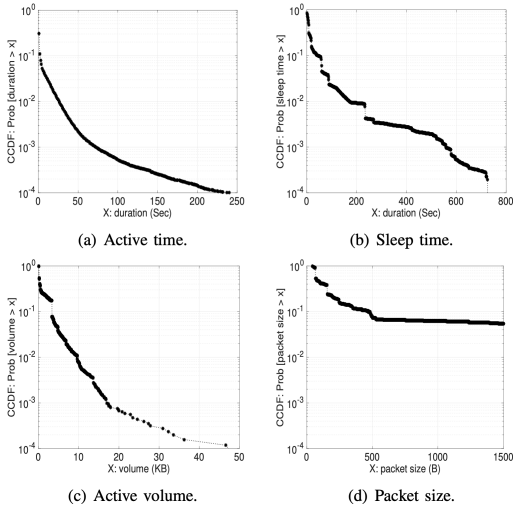 CCDF: Prob [duration > x]
10^0
10^-1
10^-2
10^-3
10^-4
0 50 100 150 200 250
X: duration (Sec)
(a) Active time.
CCDF: Prob [sleep time > x]
10^0
10^-1
10^-2
10^-3
10^-4
0 200 400 600 800
X: duration (Sec)
(b) Sleep time.
CCDF: Prob [volume > x]
10^0
10^-1
10^-2
10^-3
10^-4
0 10 20 30 40 50
X: volume (KB)
(c) Active volume.
CCDF: Prob [packet size > x]
10^0
10^-1
10^-2
10^-3
10^-4
0 500 1000 1500
X: packet size (B)
(d) Packet size.